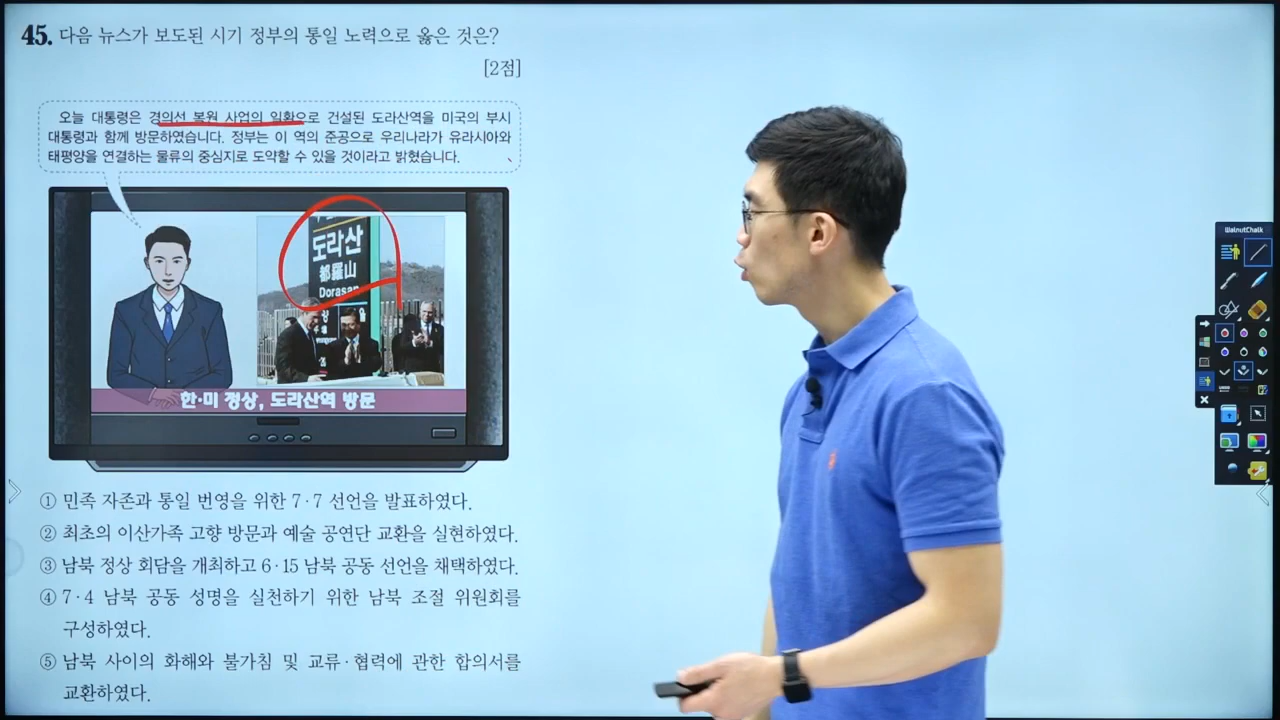 45. 다음 뉴스가 보도된 시기 정부의 통일 노력으로 옳은 것은?
[2점]
오늘 대통령은 경의선 복원 사업의 일환으로 건설된 도라산역을 미국의 부시
대통령과 함께 방문하였습니다. 정부는 이 역의 준공으로 우리나라가 유라시아와
태평양을 연결하는 물류의 중심지로 도약할 수 있을 것이라고 밝혔습니다.
도라산
都羅山
Dorasan
한·미 정상, 도라산역 방문
① 민족 자존과 통일 번영을 위한 7·7 선언을 발표하였다.
② 최초의 이산가족 고향 방문과 예술 공연단 교환을 실현하였다.
③ 남북 정상 회담을 개최하고 6·15 남북 공동 선언을 채택하였다.
④ 7·4 남북 공동 성명을 실천하기 위한 남북 조절 위원회를
구성하였다.
⑤ 남북 사이의 화해와 불가침 및 교류·협력에 관한 합의서를
교환하였다.
WalnutChalk